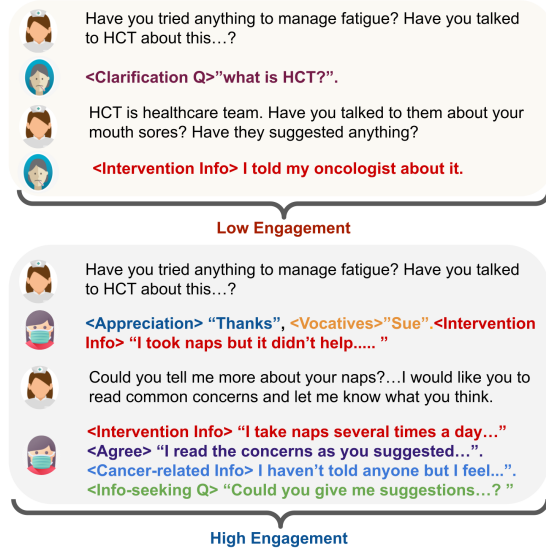 Have you tried anything to manage fatigue? Have you talked
to HCT about this…?
<Clarification Q>”what is HCT?”.
HCT is healthcare team. Have you talked to them about your
mouth sores? Have they suggested anything?
<Intervention Info> I told my oncologist about it.
Low Engagement
Have you tried anything to manage fatigue? Have you talked
to HCT about this…?
<Appreciation> “Thanks”, <Vocatives>”Sue”.<Intervention
Info> “I took naps but it didn’t help..... ”
Could you tell me more about your naps?…I would like you to
read common concerns and let me know what you think.
<Intervention Info> “I take naps several times a day…”
<Agree> “I read the concerns as you suggested…”.
<Cancer-related Info> I haven’t told anyone but I feel...”.
<Info-seeking Q> “Could you give me suggestions…? ”
High Engagement